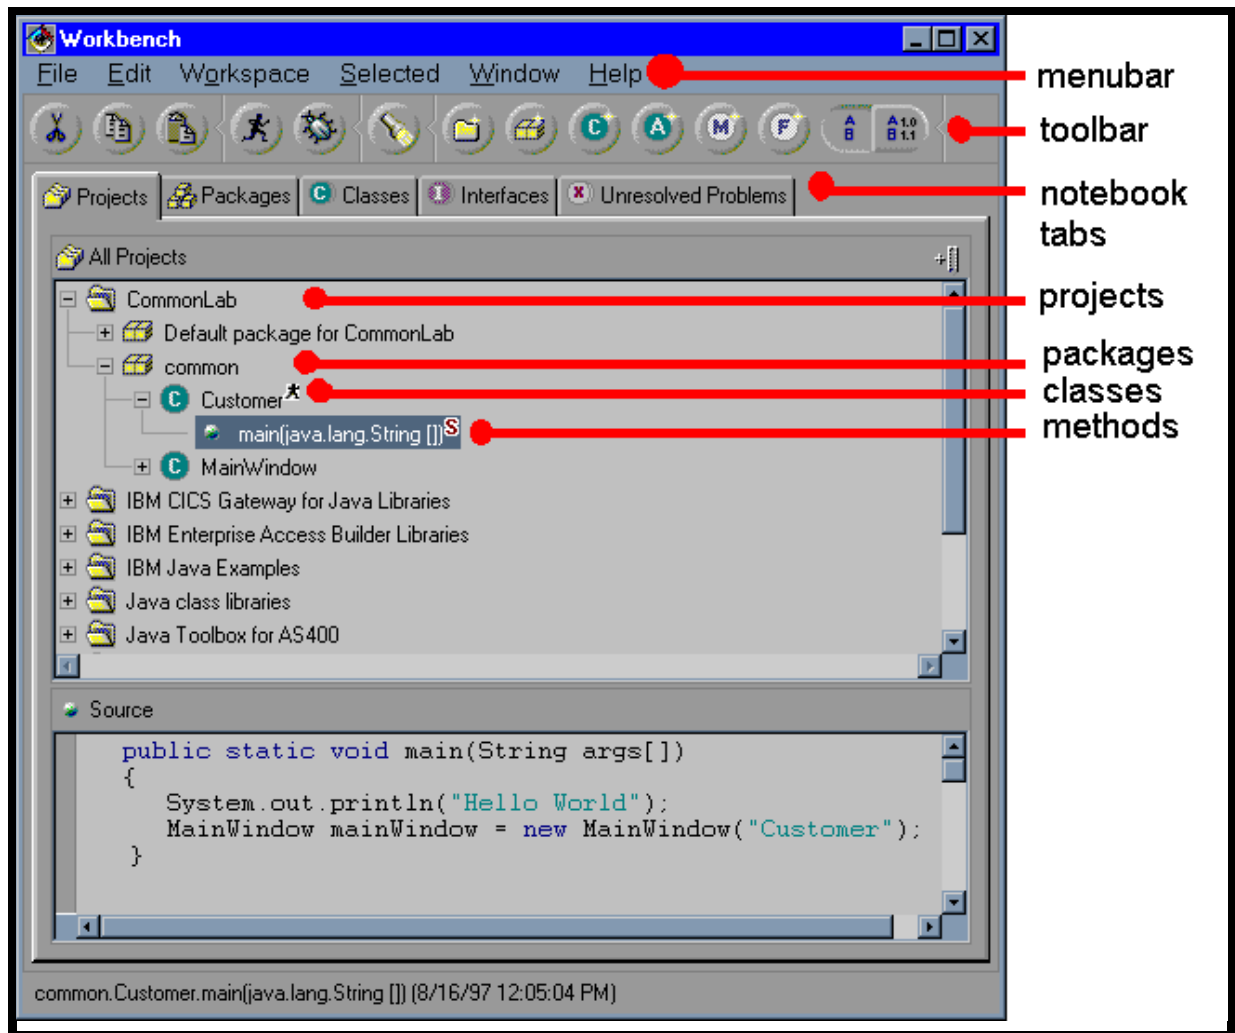 Workbench
File Edit Workspace Selected Window Help
menubar
C A M F A B A 1.0 B 1.1
toolbar
Projects Packages C Classes I Interfaces X Unresolved Problems
notebook
tabs
All Projects
CommonLab
projects
Default package for CommonLab
common
packages
C Customer
classes
main(java.lang.String []) S
methods
C MainWindow
IBM CICS Gateway for Java Libraries
IBM Enterprise Access Builder Libraries
IBM Java Examples
Java class libraries
Java Toolbox for AS400
Source
public static void main(String args[])
{
System.out.println("Hello World");
MainWindow mainWindow = new MainWindow("Customer");
}
common.Customer.main(java.lang.String []) (8/16/97 12:05:04 PM)